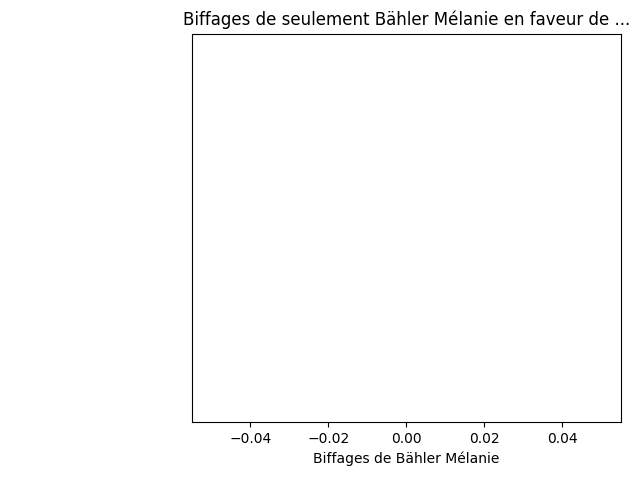 Biffages de seulement Bähler Mélanie en faveur de ...
−0.04 −0.02 0.00 0.02 0.04
Biffages de Bähler Mélanie